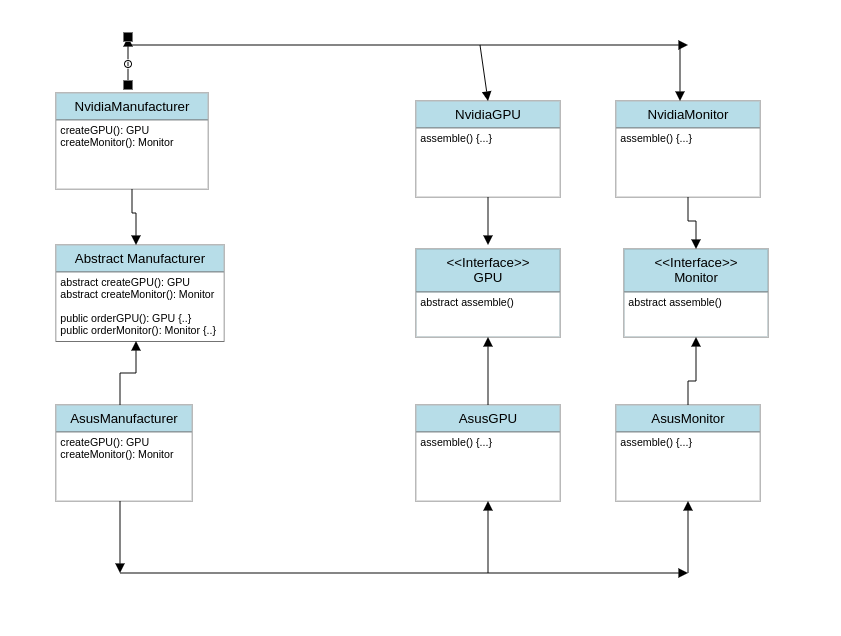 NvidiaManufacturer
createGPU(): GPU
createMonitor(): Monitor
NvidiaGPU
assemble() {...}
NvidiaMonitor
assemble() {...}
Abstract Manufacturer
abstract createGPU(): GPU
abstract createMonitor(): Monitor
public orderGPU(): GPU {..}
public orderMonitor(): Monitor {..}
<<Interface>>
GPU
abstract assemble()
<<Interface>>
Monitor
abstract assemble()
AsusManufacturer
createGPU(): GPU
createMonitor(): Monitor
AsusGPU
assemble() {...}
AsusMonitor
assemble() {...}